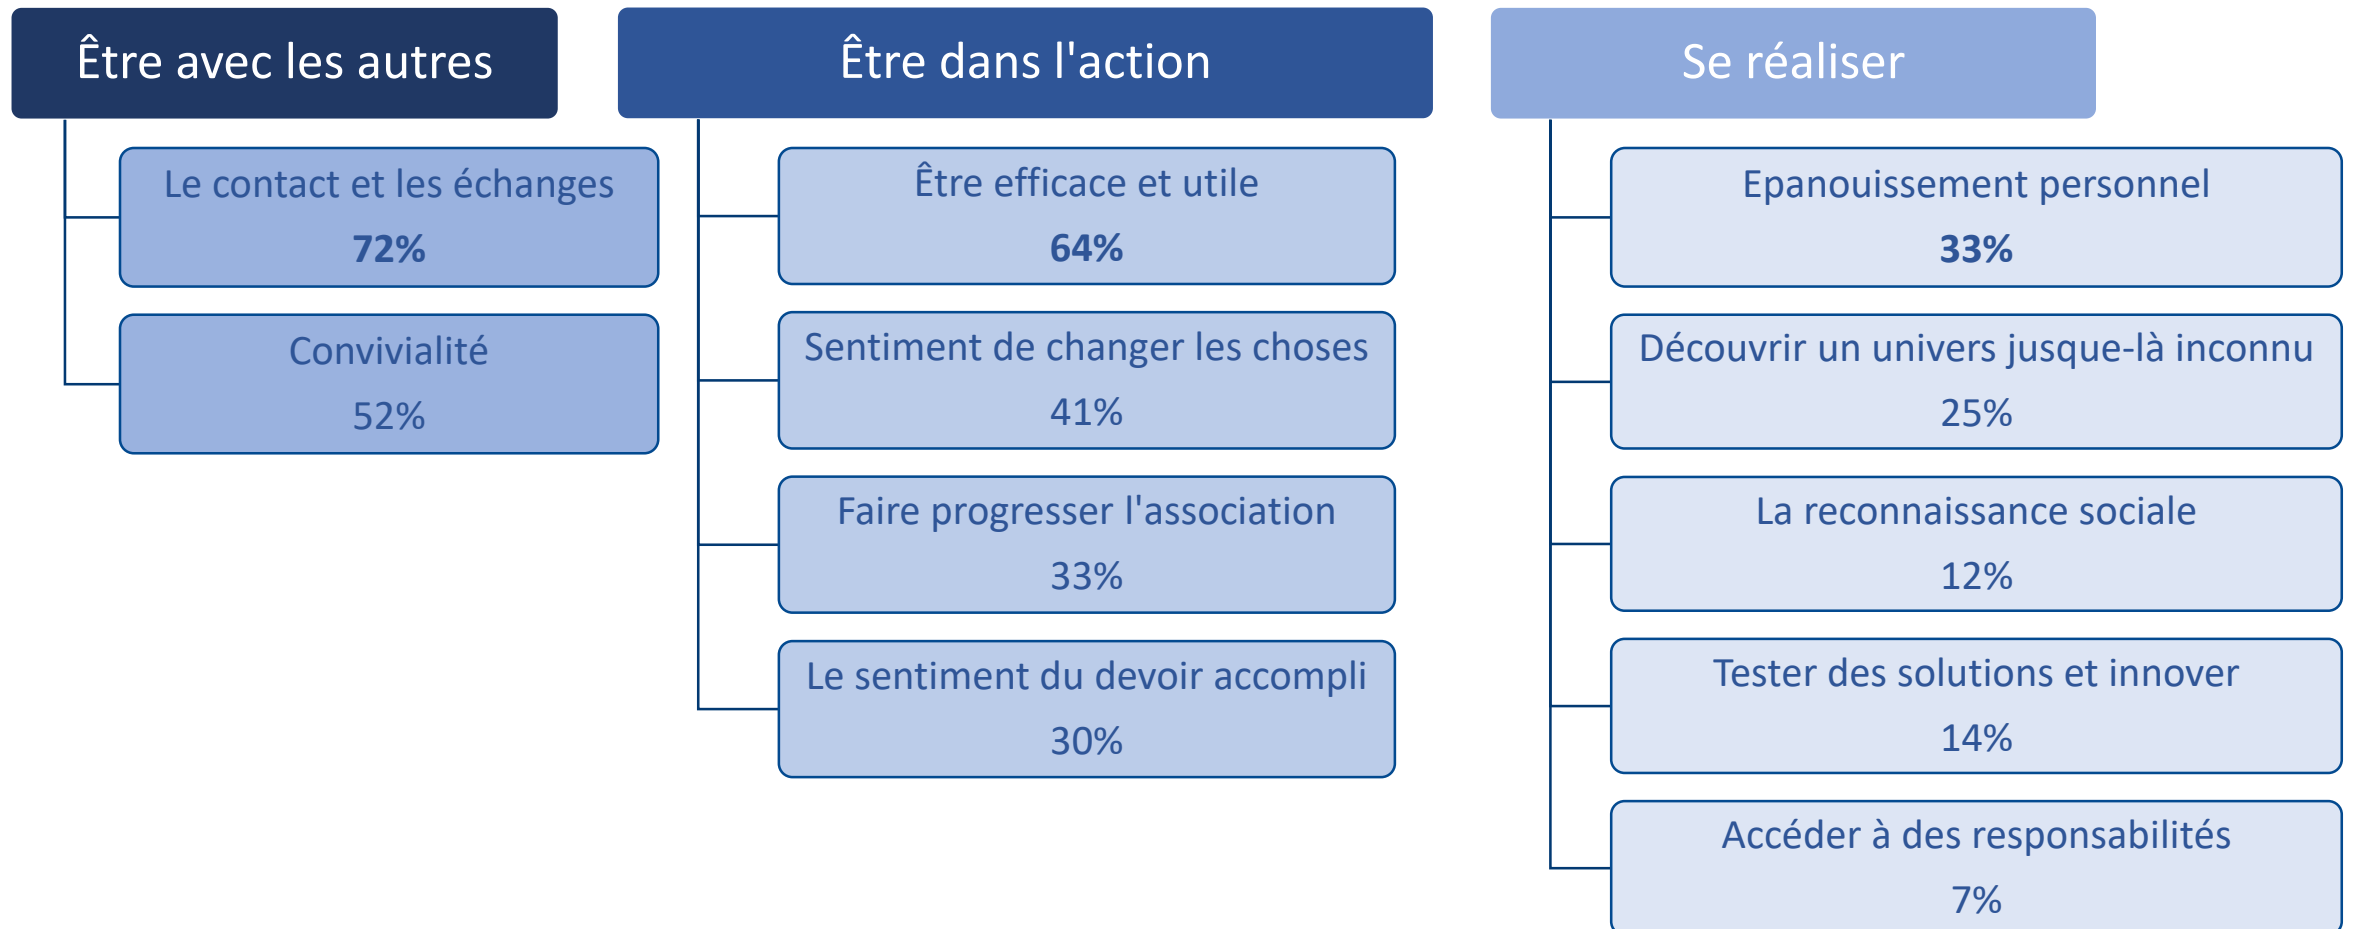 Être avec les autres
Le contact et les échanges
72%
Convivialité
52%
Être dans l'action
Être efficace et utile
64%
Sentiment de changer les choses
41%
Faire progresser l'association
33%
Le sentiment du devoir accompli
30%
Se réaliser
Epanouissement personnel
33%
Découvrir un univers jusque-là inconnu
25%
La reconnaissance sociale
12%
Tester des solutions et innover
14%
Accéder à des responsabilités
7%